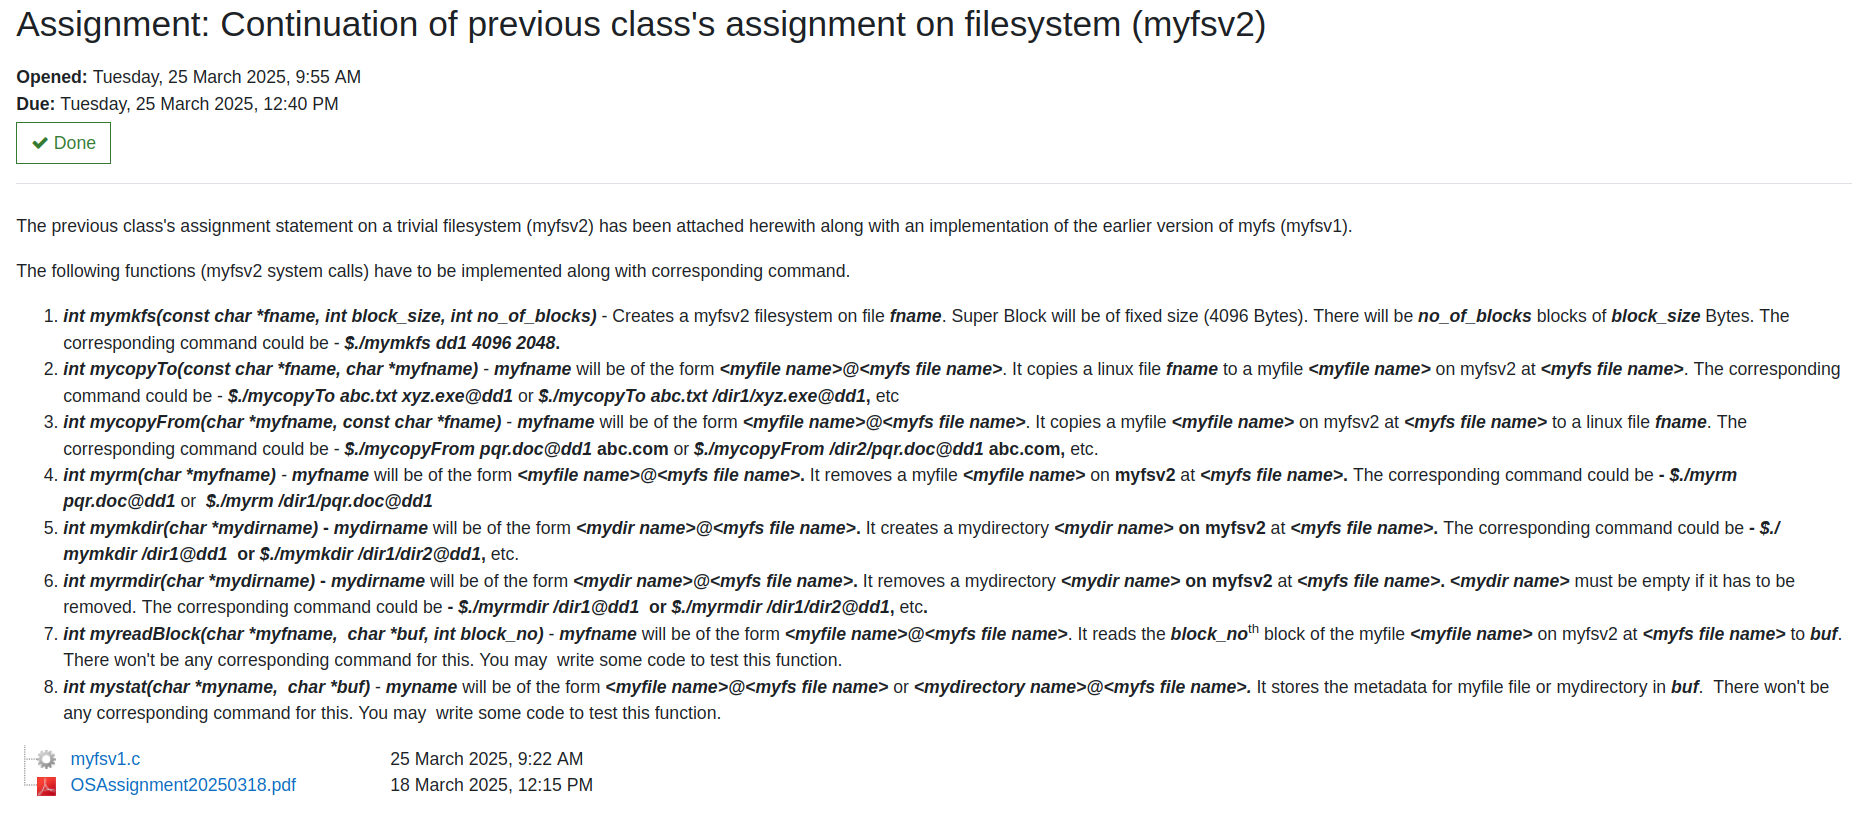 Assignment: Continuation of previous class's assignment on filesystem (myfsv2)
Opened: Tuesday, 25 March 2025, 9:55 AM
Due: Tuesday, 25 March 2025, 12:40 PM
Done
The previous class's assignment statement on a trivial filesystem (myfsv2) has been attached herewith along with an implementation of the earlier version of myfs (myfsv1).
The following functions (myfsv2 system calls) have to be implemented along with corresponding command.
1. int mymkfs(const char *fname, int block_size, int no_of_blocks) - Creates a myfsv2 filesystem on file fname. Super Block will be of fixed size (4096 Bytes). There will be no_of_blocks blocks of block_size Bytes. The
corresponding command could be - $./mymkfs dd1 4096 2048.
2. int mycopyTo(const char *fname, char *myfname) - myfname will be of the form <myfile name>@<myfs file name>. It copies a linux file fname to a myfile <myfile name> on myfsv2 at <myfs file name>. The corresponding
command could be - $./mycopyTo abc.txt xyz.exe@dd1 or $./mycopyTo abc.txt /dir1/xyz.exe@dd1, etc
3. int mycopyFrom(char *myfname, const char *fname) - myfname will be of the form <myfile name>@<myfs file name>. It copies a myfile <myfile name> on myfsv2 at <myfs file name> to a linux file fname. The
corresponding command could be - $./mycopyFrom pqr.doc@dd1 abc.com or $./mycopyFrom /dir2/pqr.doc@dd1 abc.com, etc.
4. int myrm(char *myfname) - myfname will be of the form <myfile name>@<myfs file name>. It removes a myfile <myfile name> on myfsv2 at <myfs file name>. The corresponding command could be - $./myrm
pqr.doc@dd1 or $./myrm /dir1/pqr.doc@dd1
5. int mymkdir(char *mydirname) - mydirname will be of the form <mydir name>@<myfs file name>. It creates a mydirectory <mydir name> on myfsv2 at <myfs file name>. The corresponding command could be - $./
mymkdir /dir1@dd1 or $./mymkdir /dir1/dir2@dd1, etc.
6. int myrmdir(char *mydirname) - mydirname will be of the form <mydir name>@<myfs file name>. It removes a mydirectory <mydir name> on myfsv2 at <myfs file name>. <mydir name> must be empty if it has to be
removed. The corresponding command could be - $./myrmdir /dir1@dd1 or $./myrmdir /dir1/dir2@dd1, etc.
7. int myreadBlock(char *myfname, char *buf, int block_no) - myfname will be of the form <myfile name>@<myfs file name>. It reads the block_noth block of the myfile <myfile name> on myfsv2 at <myfs file name> to buf.
There won't be any corresponding command for this. You may write some code to test this function.
8. int mystat(char *myname, char *buf) - myname will be of the form <myfile name>@<myfs file name> or <mydirectory name>@<myfs file name>. It stores the metadata for myfile file or mydirectory in buf. There won't be
any corresponding command for this. You may write some code to test this function.
myfsv1.c 25 March 2025, 9:22 AM
OSAssignment20250318.pdf 18 March 2025, 12:15 PM